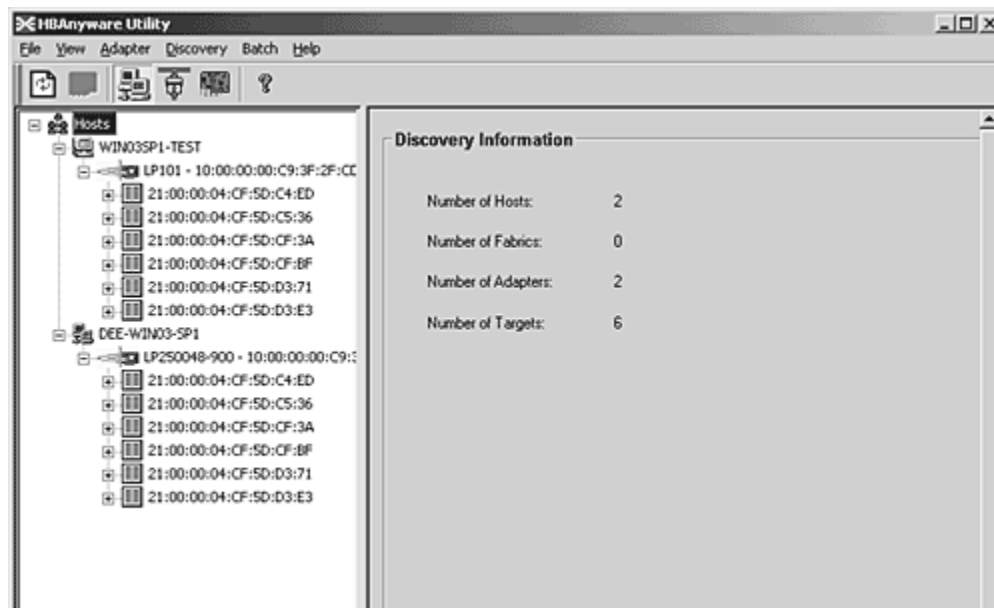 HBAnyware Utility
File View Adapter Discovery Batch Help
Hosts
WIN03SP1-TEST
LP101 - 10:00:00:00:C9:3F:2F:CD
21:00:00:04:CF:5D:C4:ED
21:00:00:04:CF:5D:C5:36
21:00:00:04:CF:5D:CF:3A
21:00:00:04:CF:5D:CF:BF
21:00:00:04:CF:5D:D3:71
21:00:00:04:CF:5D:D3:E3
DEE-WIN03-SP1
LP250048-900 - 10:00:00:00:C9:3
21:00:00:04:CF:5D:C4:ED
21:00:00:04:CF:5D:C5:36
21:00:00:04:CF:5D:CF:3A
21:00:00:04:CF:5D:CF:BF
21:00:00:04:CF:5D:D3:71
21:00:00:04:CF:5D:D3:E3
Discovery Information
Number of Hosts: 2
Number of Fabrics: 0
Number of Adapters: 2
Number of Targets: 6